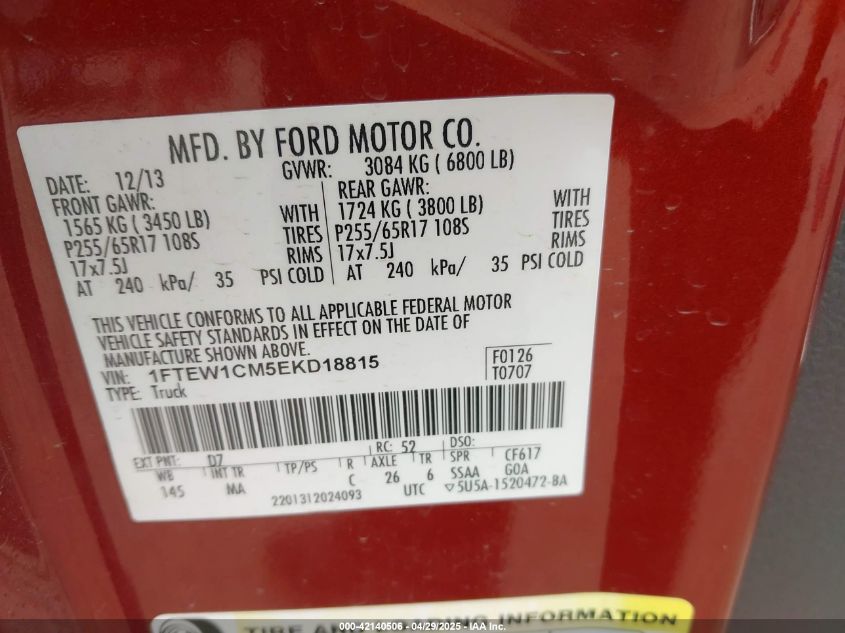 MFD. BY FORD MOTOR CO.
DATE: 12/13 GVWR: 3084 KG ( 6800 LB)
FRONT GAWR: REAR GAWR:
1565 KG ( 3450 LB) WITH 1724 KG ( 3800 LB) WITH
P255/65R17 108S TIRES P255/65R17 108S TIRES
17x7.5J RIMS 17x7.5J RIMS
AT 240 kPa/ 35 PSI COLD AT 240 kPa/ 35 PSI COLD
THIS VEHICLE CONFORMS TO ALL APPLICABLE FEDERAL MOTOR
VEHICLE SAFETY STANDARDS IN EFFECT ON THE DATE OF
MANUFACTURE SHOWN ABOVE.
VIN: 1FTEW1CM5EKD18815 F0126
TYPE: Truck T0707
EXT PNT: D7 RC: 52 DSO:
WB INT TR TP/PS R AXLE TR SPR CF617
145 MA C 26 6 SSAA GOA
2201312024093 UTC ▽5U5A-1520472-BA
TIRE AND INFORMATION
000-42140506 - 04/29/2025 - IAA Inc.